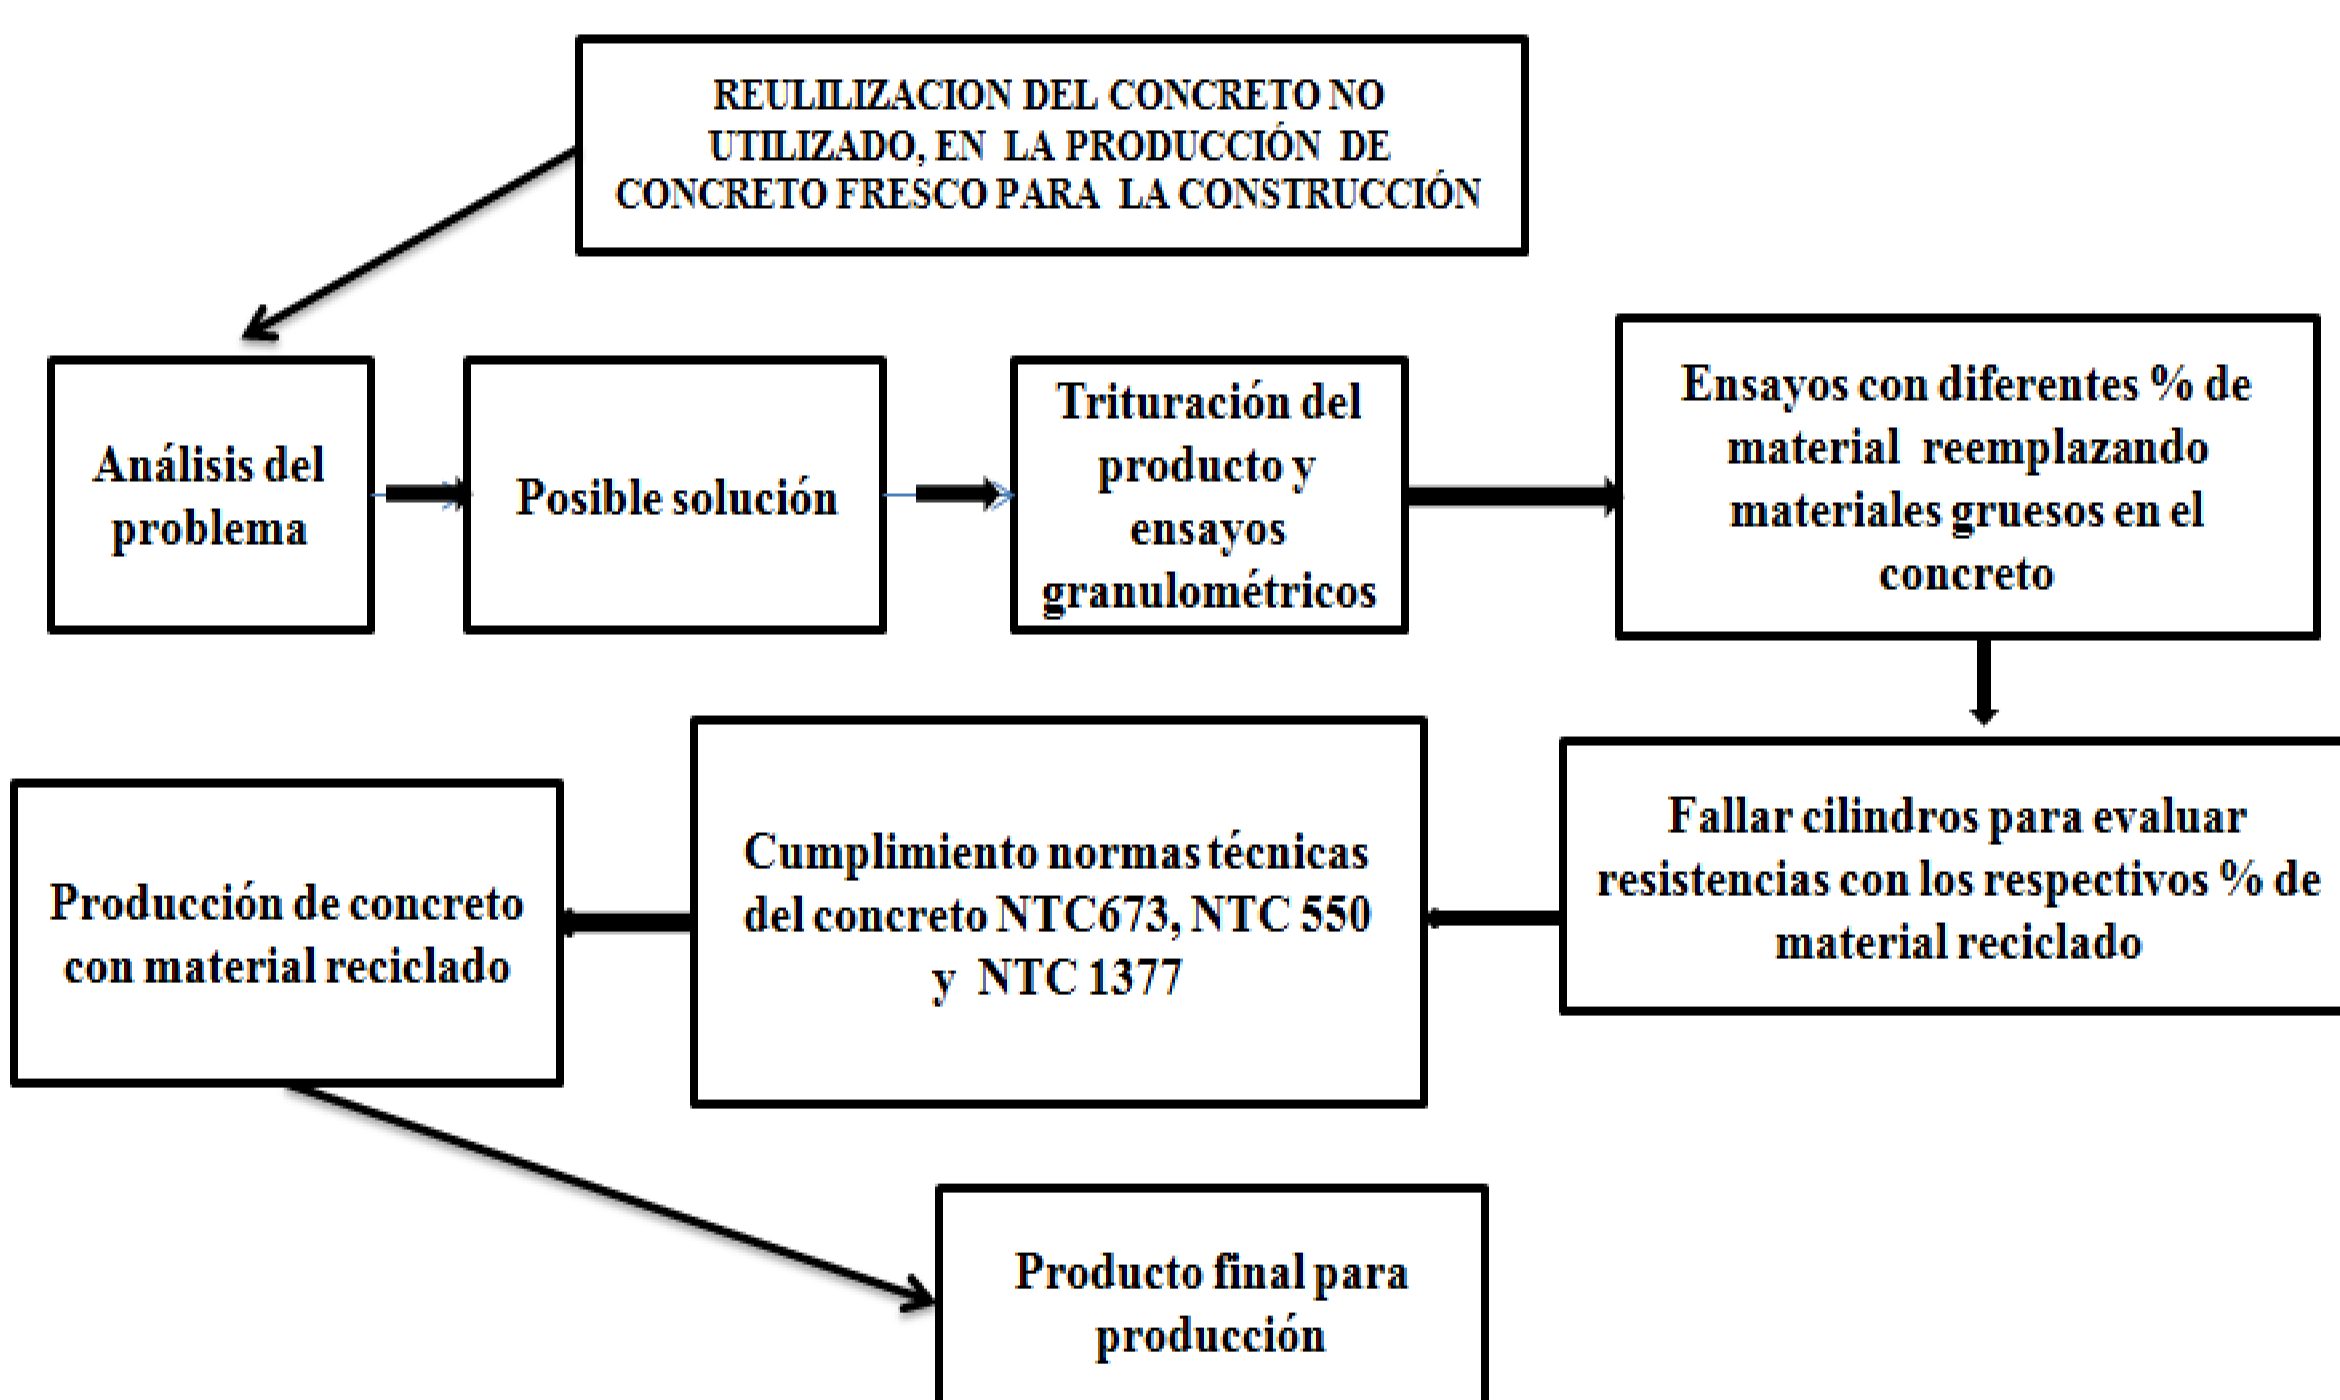 REULILIZACION DEL CONCRETO NO
UTILIZADO, EN LA PRODUCCIÓN DE
CONCRETO FRESCO PARA LA CONSTRUCCIÓN
Análisis del
problema
Posible solución
Trituración del
producto y
ensayos
granulométricos
Ensayos con diferentes % de
material reemplazando
materiales gruesos en el
concreto
Fallar cilindros para evaluar
resistencias con los respectivos % de
material reciclado
Cumplimiento normas técnicas
del concreto NTC673, NTC 550
y NTC 1377
Producción de concreto
con material reciclado
Producto final para
producción